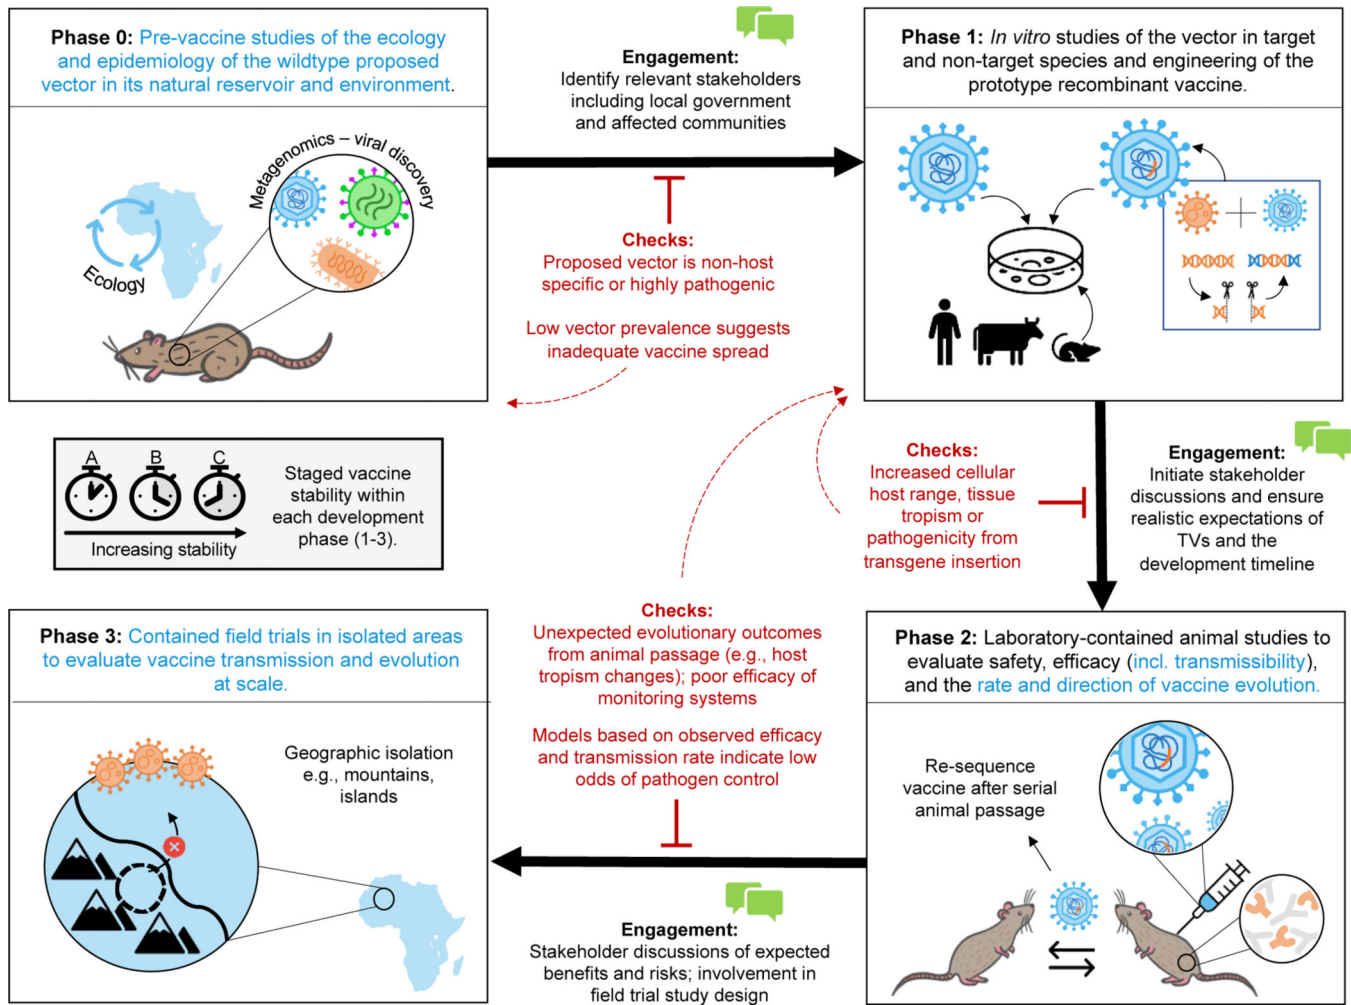 Phase 0: Pre-vaccine studies of the ecology
and epidemiology of the wildtype proposed
vector in its natural reservoir and environment.
Metagenomics – viral discovery
Ecology
Engagement:
Identify relevant stakeholders
including local government
and affected communities
Checks:
Proposed vector is non-host
specific or highly pathogenic
Low vector prevalence suggests
inadequate vaccine spread
Phase 1: In vitro studies of the vector in target
and non-target species and engineering of the
prototype recombinant vaccine.
A B C
Increasing stability
Staged vaccine
stability within
each development
phase (1-3).
Checks:
Increased cellular
host range, tissue
tropism or
pathogenicity from
transgene insertion
Engagement:
Initiate stakeholder
discussions and ensure
realistic expectations of
TVs and the
development timeline
Phase 2: Laboratory-contained animal studies to
evaluate safety, efficacy (incl. transmissibility),
and the rate and direction of vaccine evolution.
Re-sequence
vaccine after serial
animal passage
Checks:
Unexpected evolutionary outcomes
from animal passage (e.g., host
tropism changes); poor efficacy of
monitoring systems
Models based on observed efficacy
and transmission rate indicate low
odds of pathogen control
Engagement:
Stakeholder discussions of expected
benefits and risks; involvement in
field trial study design
Phase 3: Contained field trials in isolated areas
to evaluate vaccine transmission and evolution
at scale.
Geographic isolation
e.g., mountains,
islands